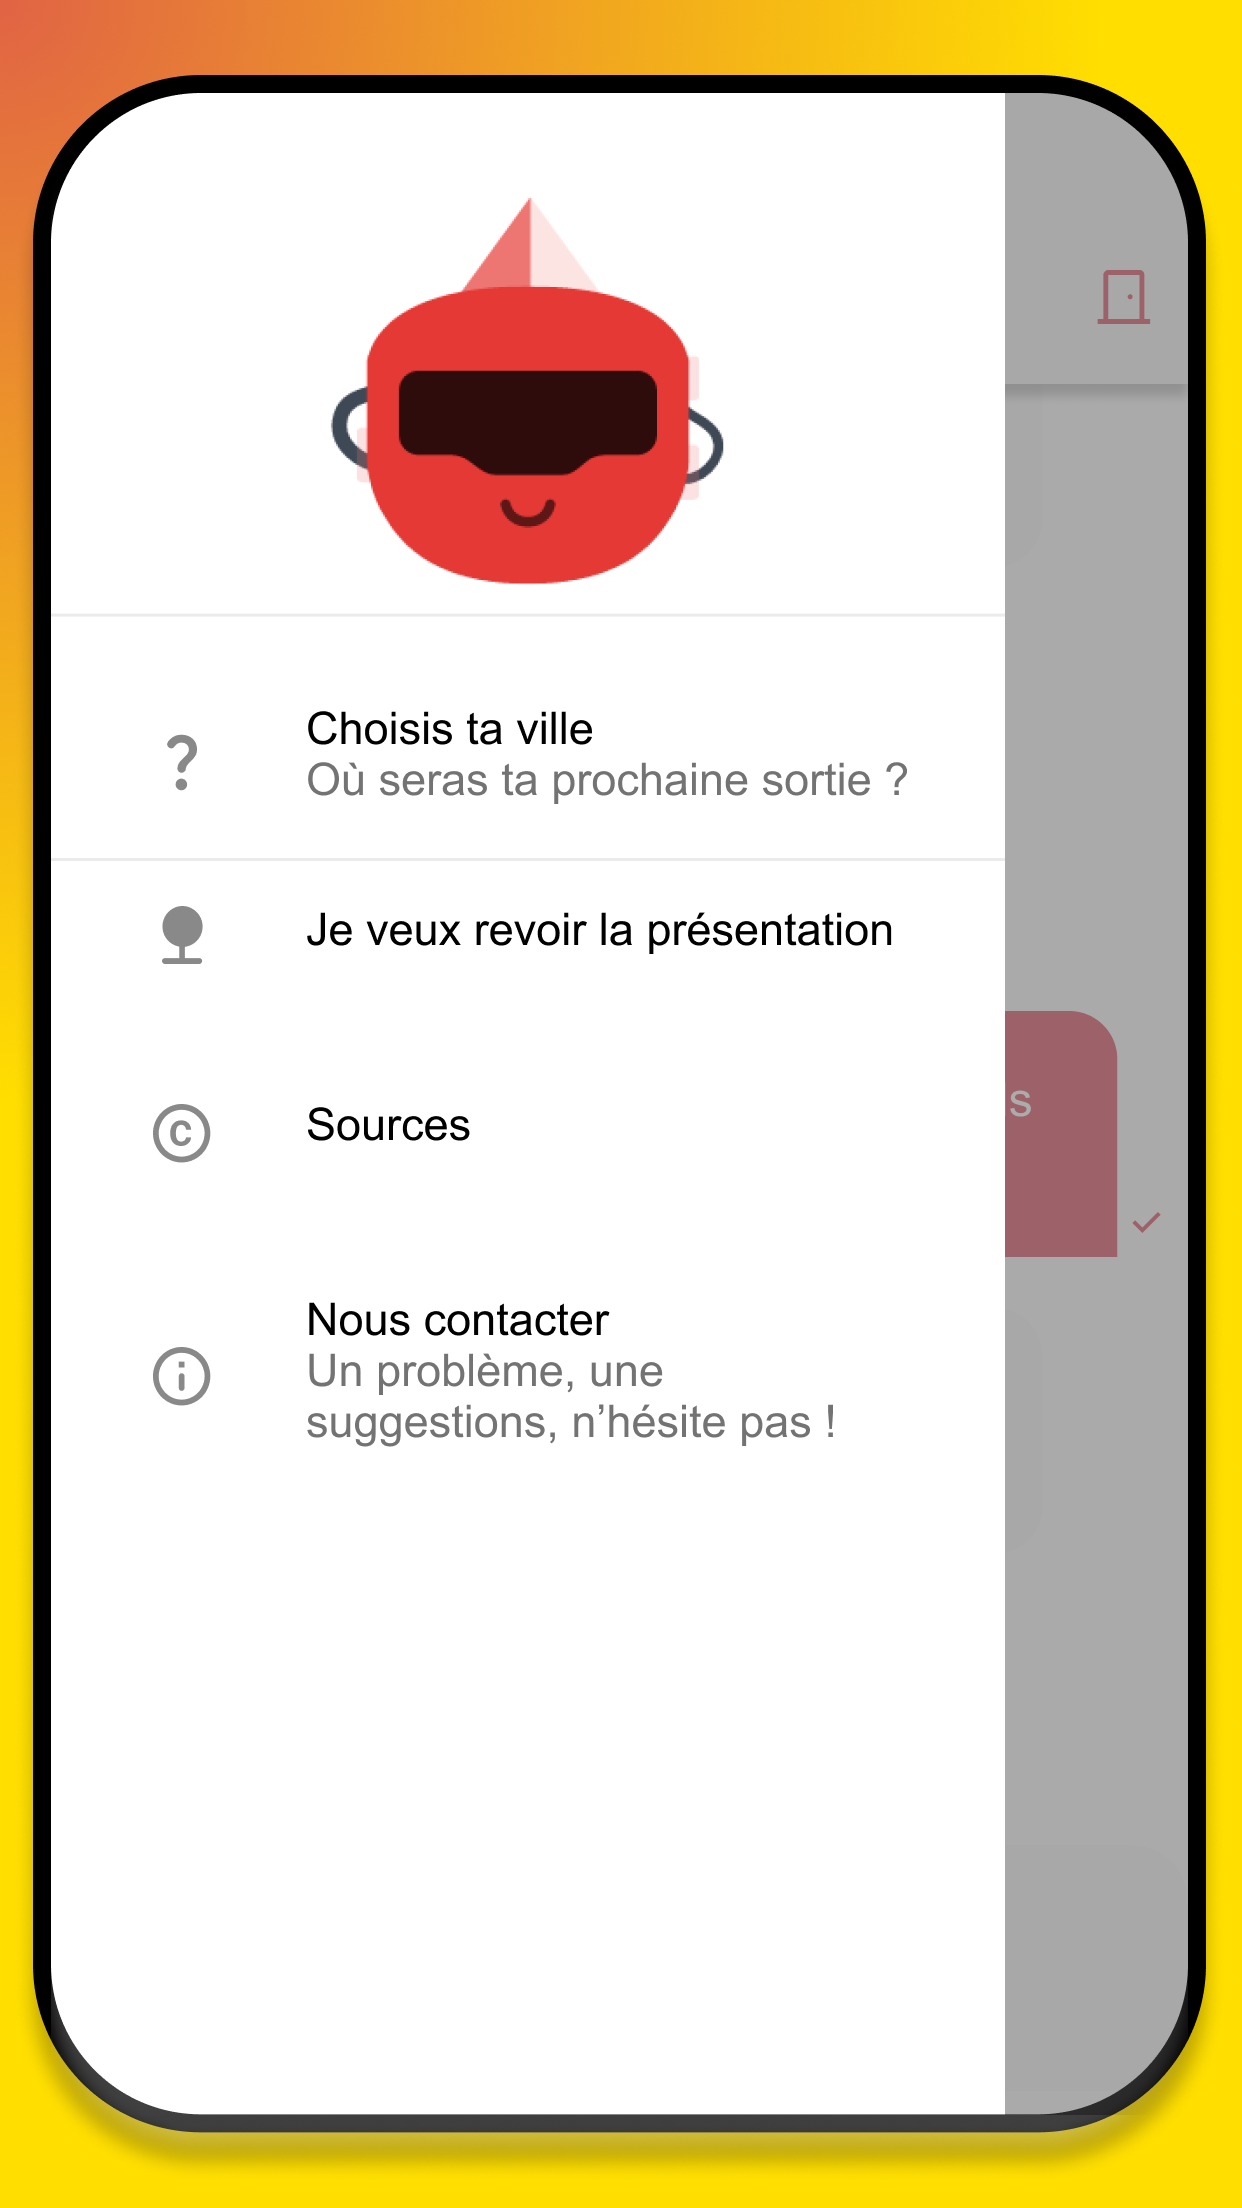 Choisis ta ville
Où seras ta prochaine sortie ?
Je veux revoir la présentation
s
Sources
Nous contacter
Un problème, une
suggestions, n’hésite pas !